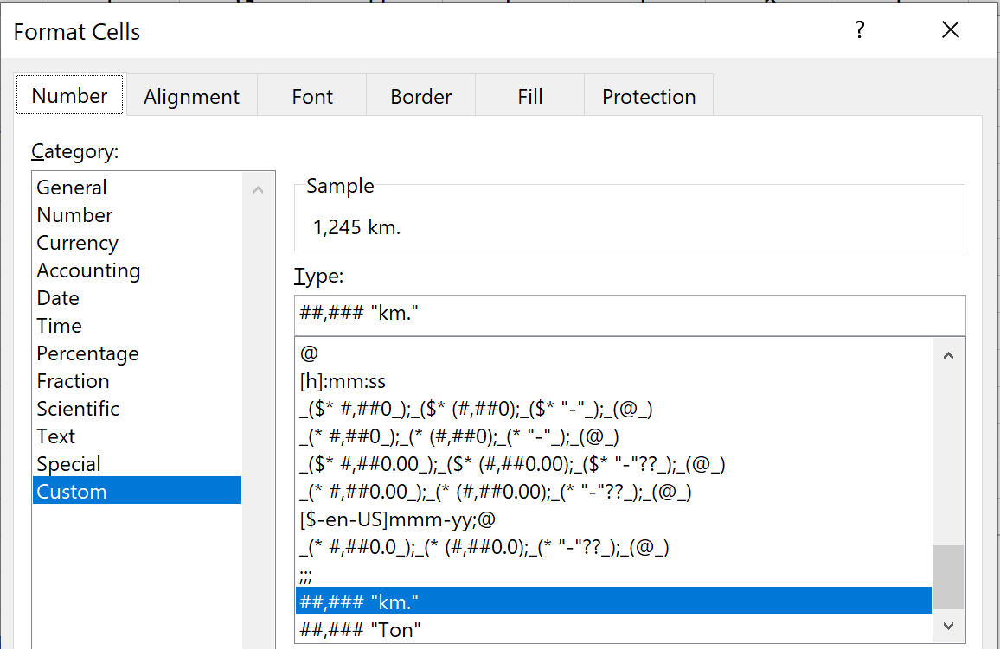 Format Cells ?
Number Alignment Font Border Fill Protection
Category:
General
Number
Currency
Accounting
Date
Time
Percentage
Fraction
Scientific
Text
Special
Custom
Sample
1,245 km.
Type:
##,### "km."
@
[h]:mm:ss
_($* #,##0_);_($* (#,##0);_($* "-"_);_(@_)
_(* #,##0_);_(* (#,##0);_(* "-"_);_(@_)
_($* #,##0.00_);_($* (#,##0.00);_($* "-"??_);_(@_)
_(* #,##0.00_);_(* (#,##0.00);_(* "-"??_);_(@_)
[$-en-US]mmm-yy;@
_(* #,##0.0_);_(* (#,##0.0);_(* "-"??_);_(@_)
;;;
##,### "km."
##,### "Ton"